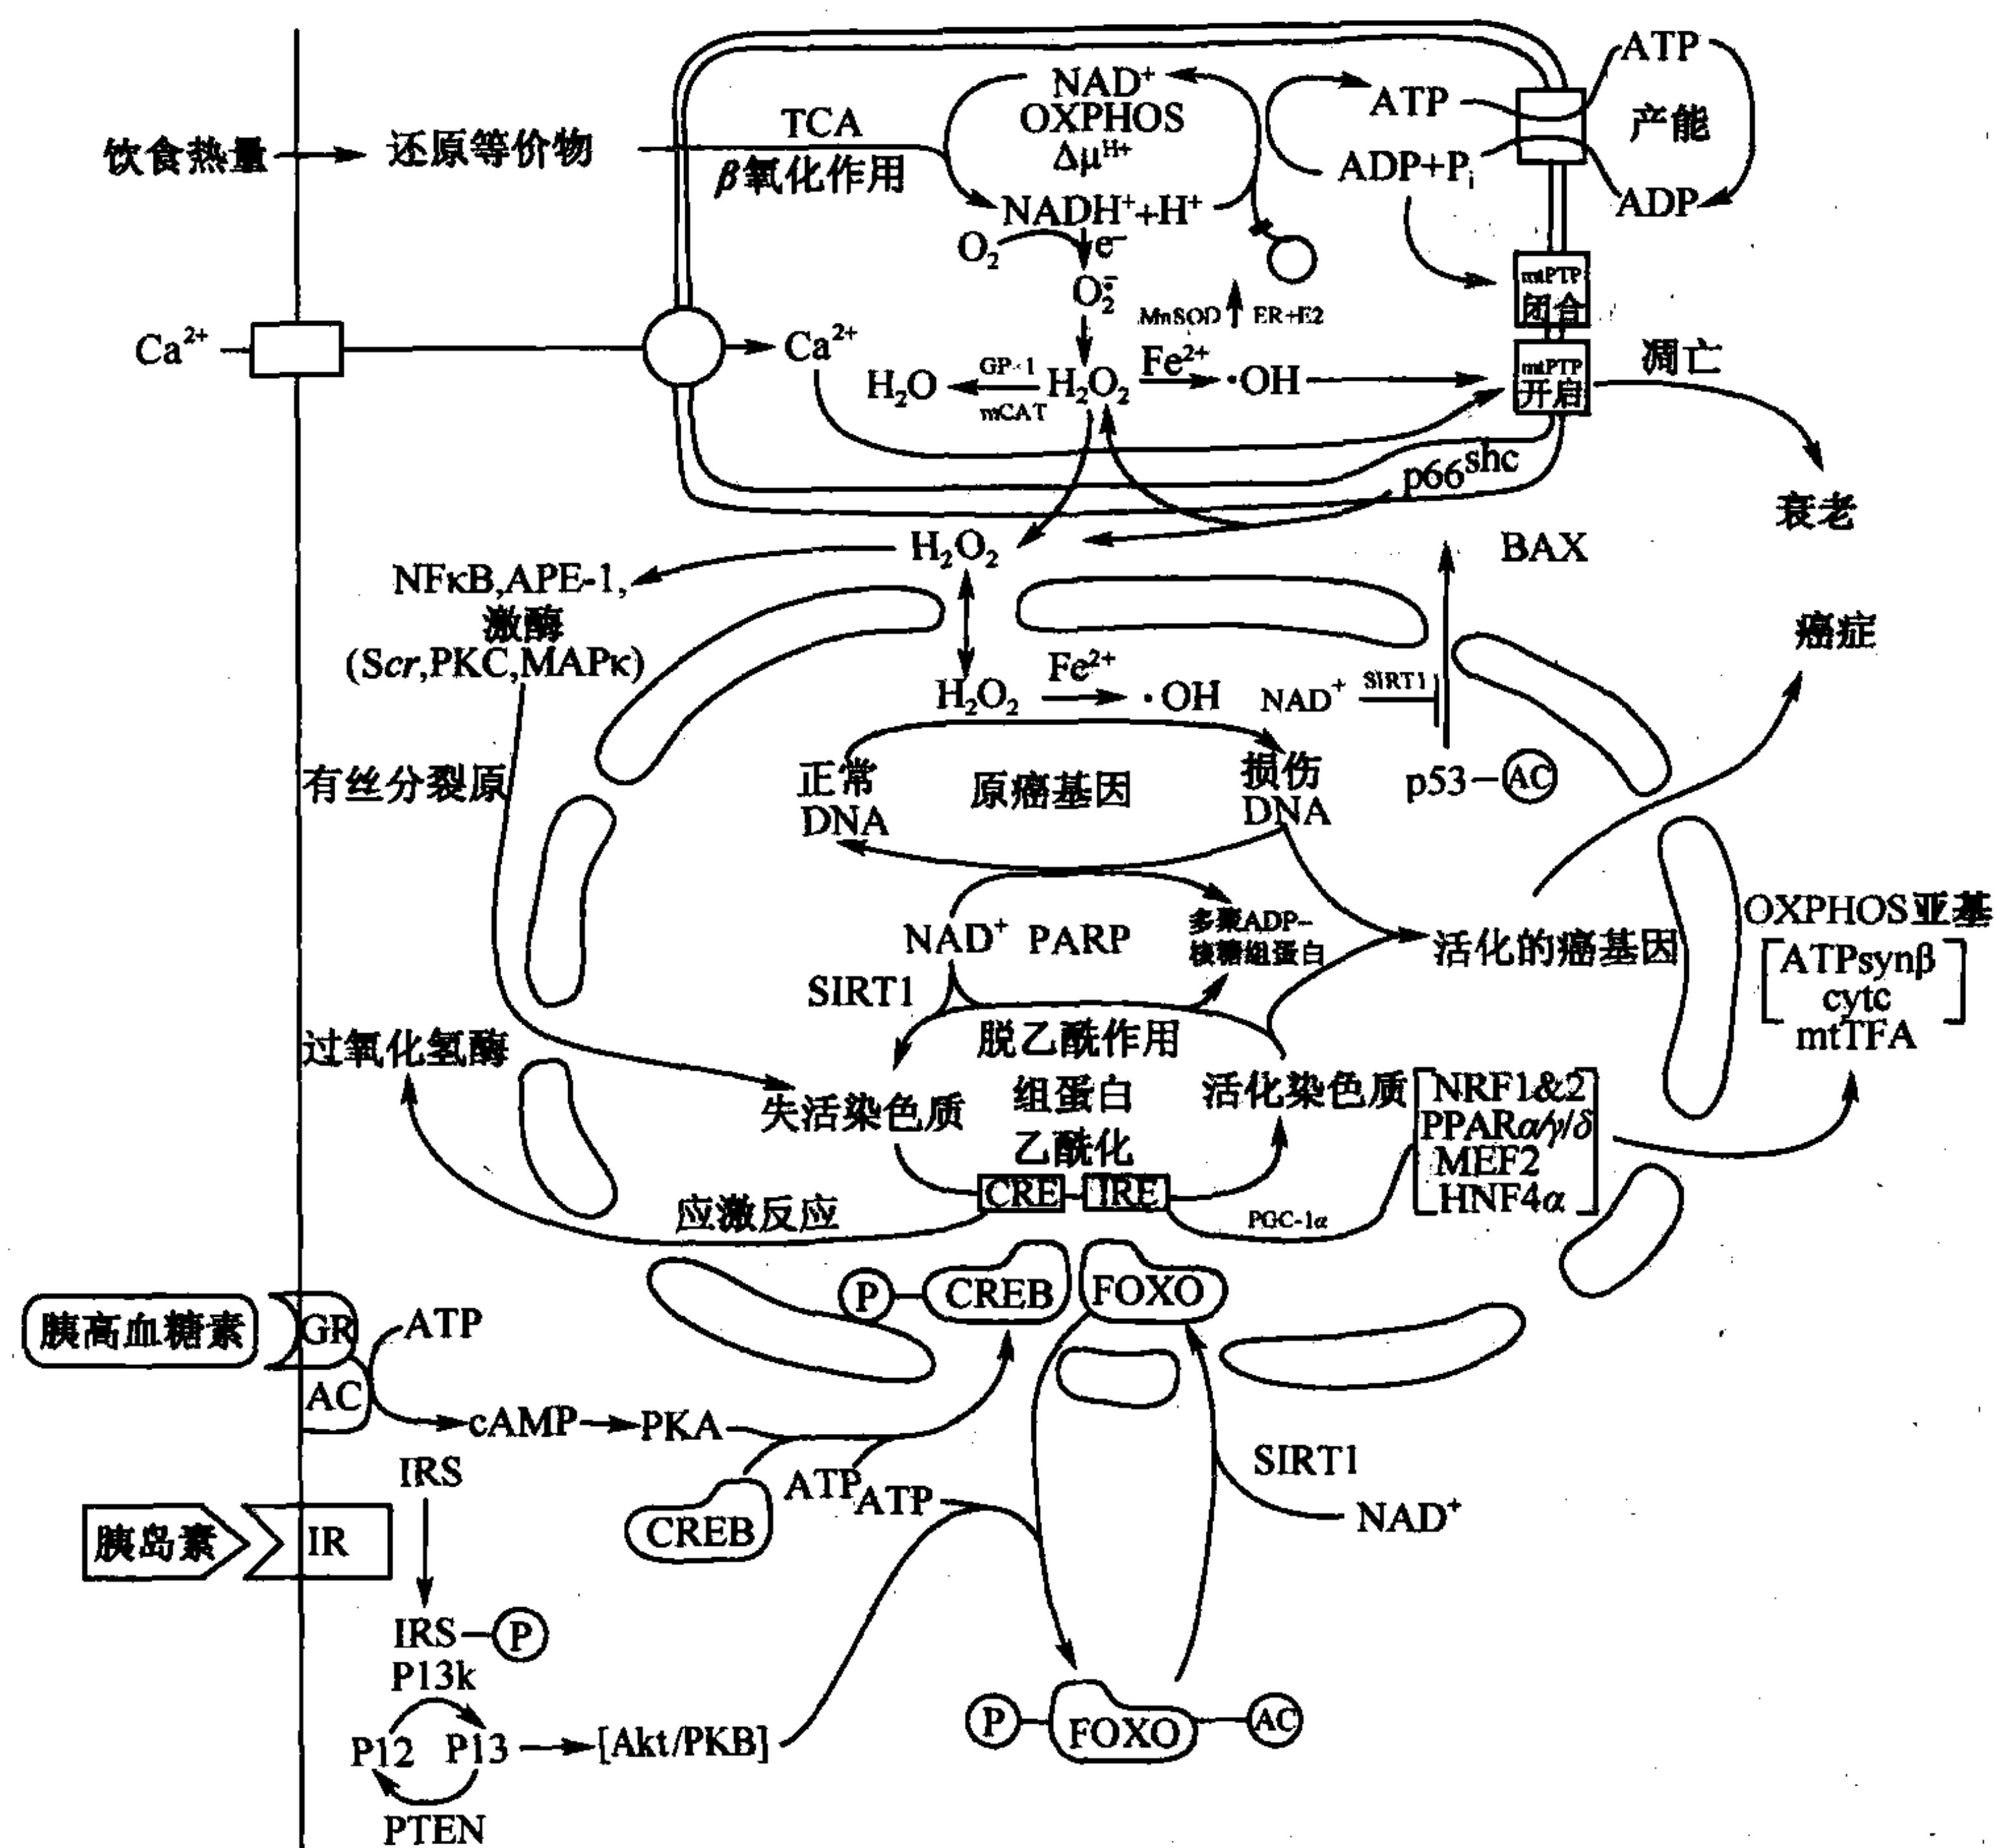 ATP
NAD⁺
OXPHOS
Δμᴴ⁺
ATP
产能
TCA
饮食热量
还原等价物
β氧化作用
ADP+Pᵢ
NADH⁺+H⁺
ADP
O₂
e⁻
O₂⁻
mtPTP
闭合
MnSOD
ER+E2
Ca²⁺
Ca²⁺
GP-1
Fe²⁺
H₂O
H₂O₂
·OH
mCAT
mtPTP
开启
凋亡
p66ˢʰᶜ
衰老
H₂O₂
BAX
NFκB,APE-1,
激酶
(Scr,PKC,MAPκ)
癌症
Fe²⁺
H₂O₂
·OH
NAD⁺
SIRT1
有丝分裂原
正常
DNA
原癌基因
损伤
DNA
p53
AC
NAD⁺ PARP
多聚ADP-
核糖组蛋白
活化的癌基因
OXPHOS亚基
ATPsynβ
cytc
mtTFA
SIRT1
过氧化氢酶
脱乙酰作用
组蛋白
乙酰化
失活染色质
活化染色质
NRF1&2
PPARα/γ/δ
MEF2
HNF4α
CRE
IRE
应激反应
PGC-1α
P
CREB
FOXO
胰高血糖素
GR
ATP
AC
cAMP
PKA
IRS
ATP
ATP
CREB
SIRT1
NAD⁺
胰岛素
IR
IRS
P
P13k
P12
P13
[Akt/PKB]
PTEN
P
FOXO
AC